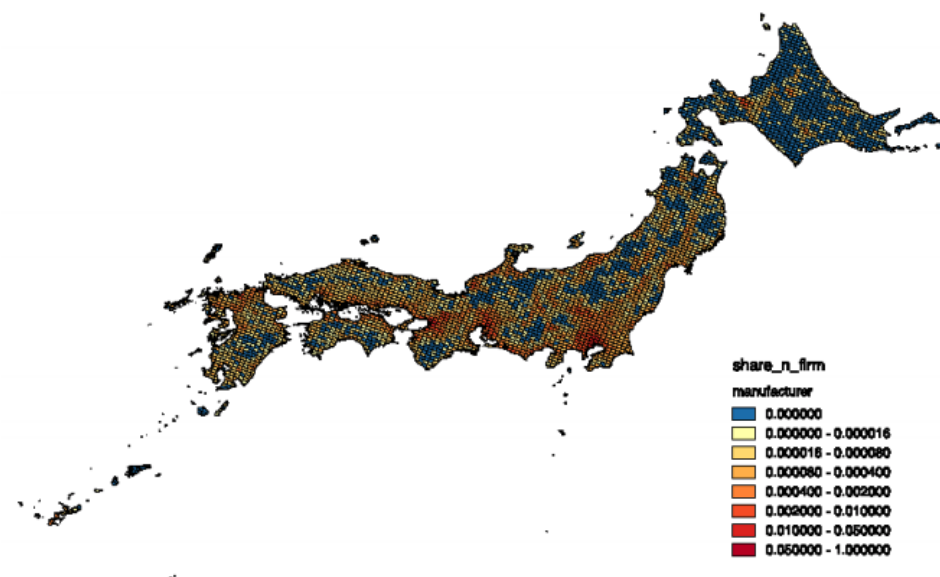 share_n_firm
manufacturer
0.000000
0.000000 - 0.000016
0.000016 - 0.000080
0.000080 - 0.000400
0.000400 - 0.002000
0.002000 - 0.010000
0.010000 - 0.050000
0.050000 - 1.000000